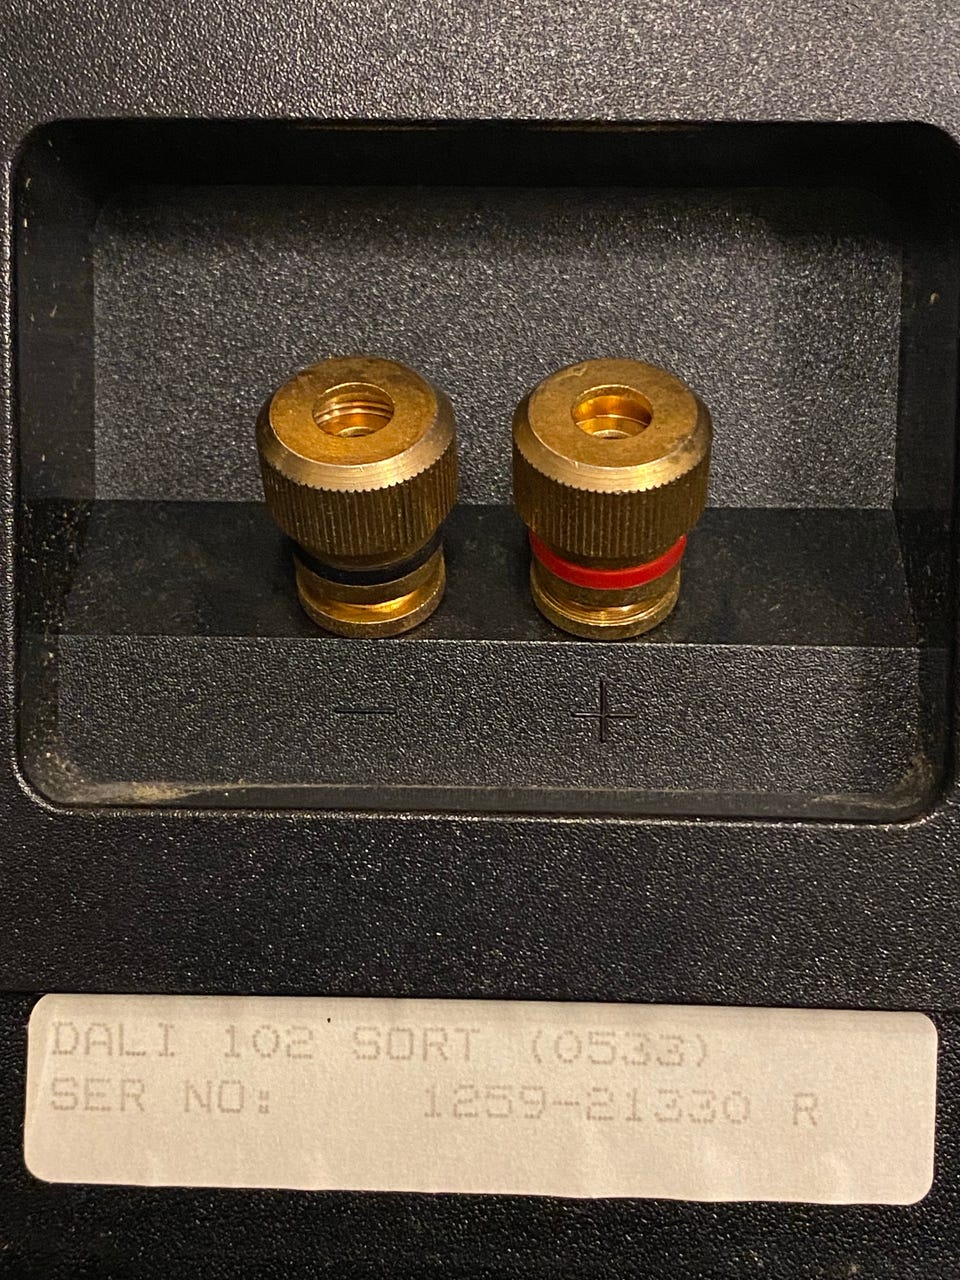 − +
DALI 102 SORT (0533)
SER NO: 1259-21330 R